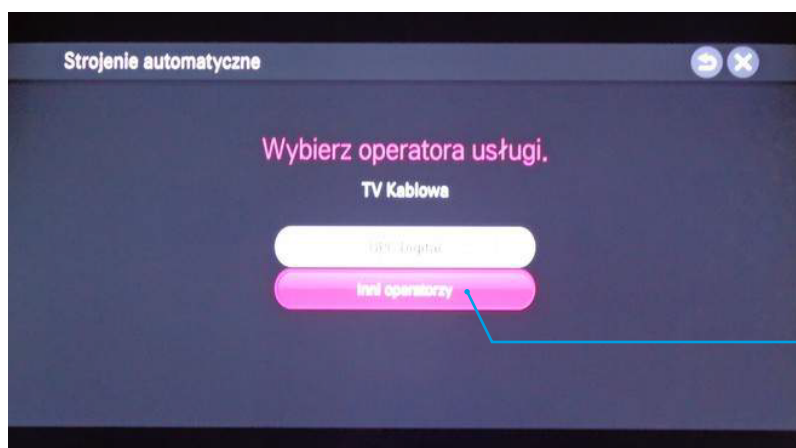 Strojenie automatyczne
Wybierz operatora usługi.
TV Kablowa
Inni operatorzy